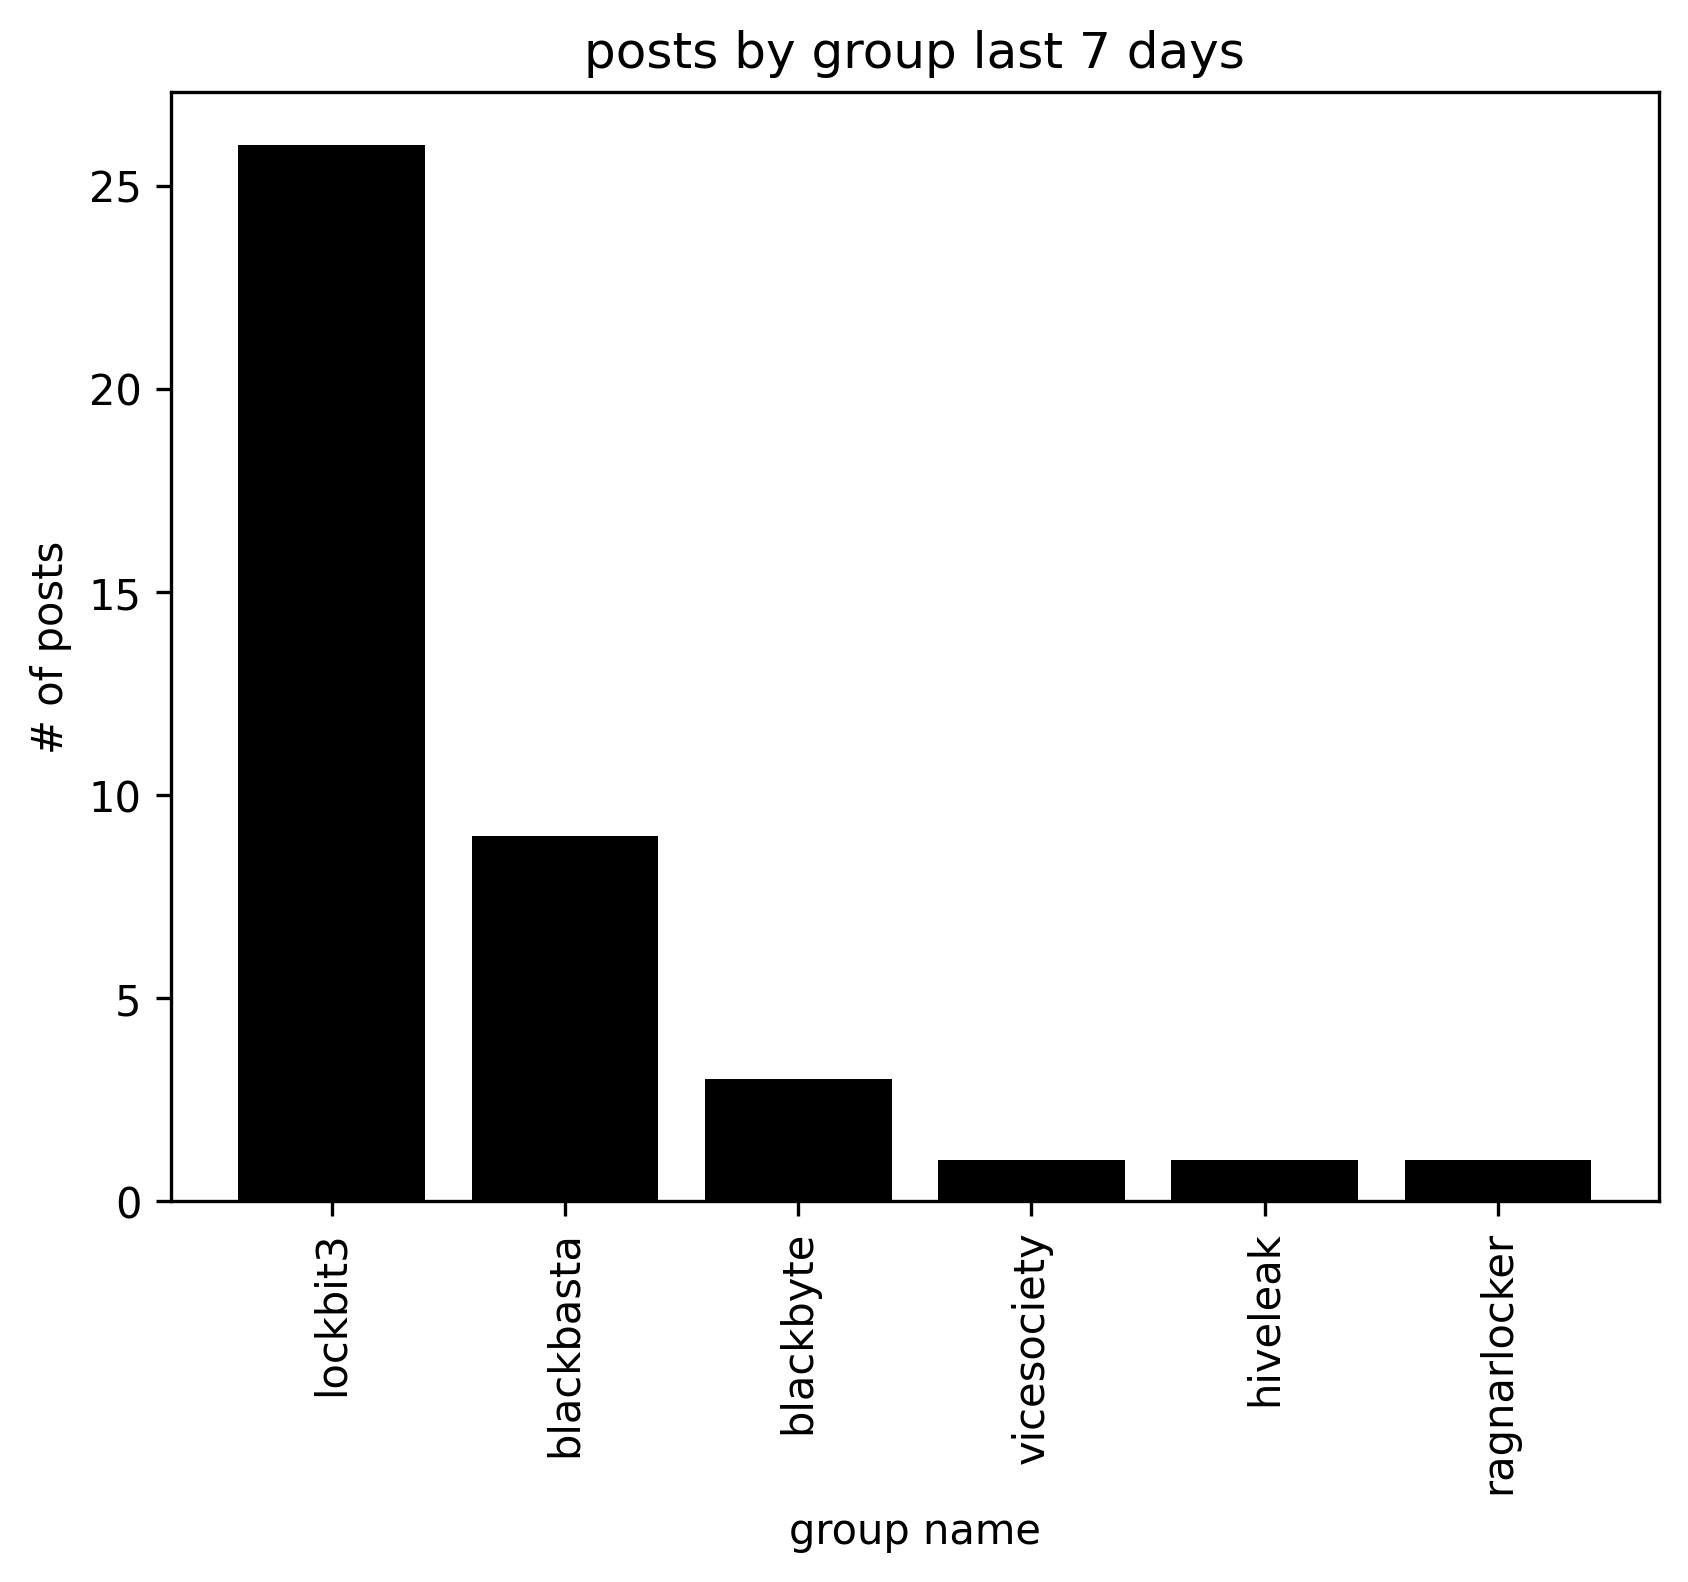 posts by group last 7 days
# of posts
25
20
15
10
5
0
lockbit3
blackbasta
blackbyte
vicesociety
hiveleak
ragnarlocker
group name